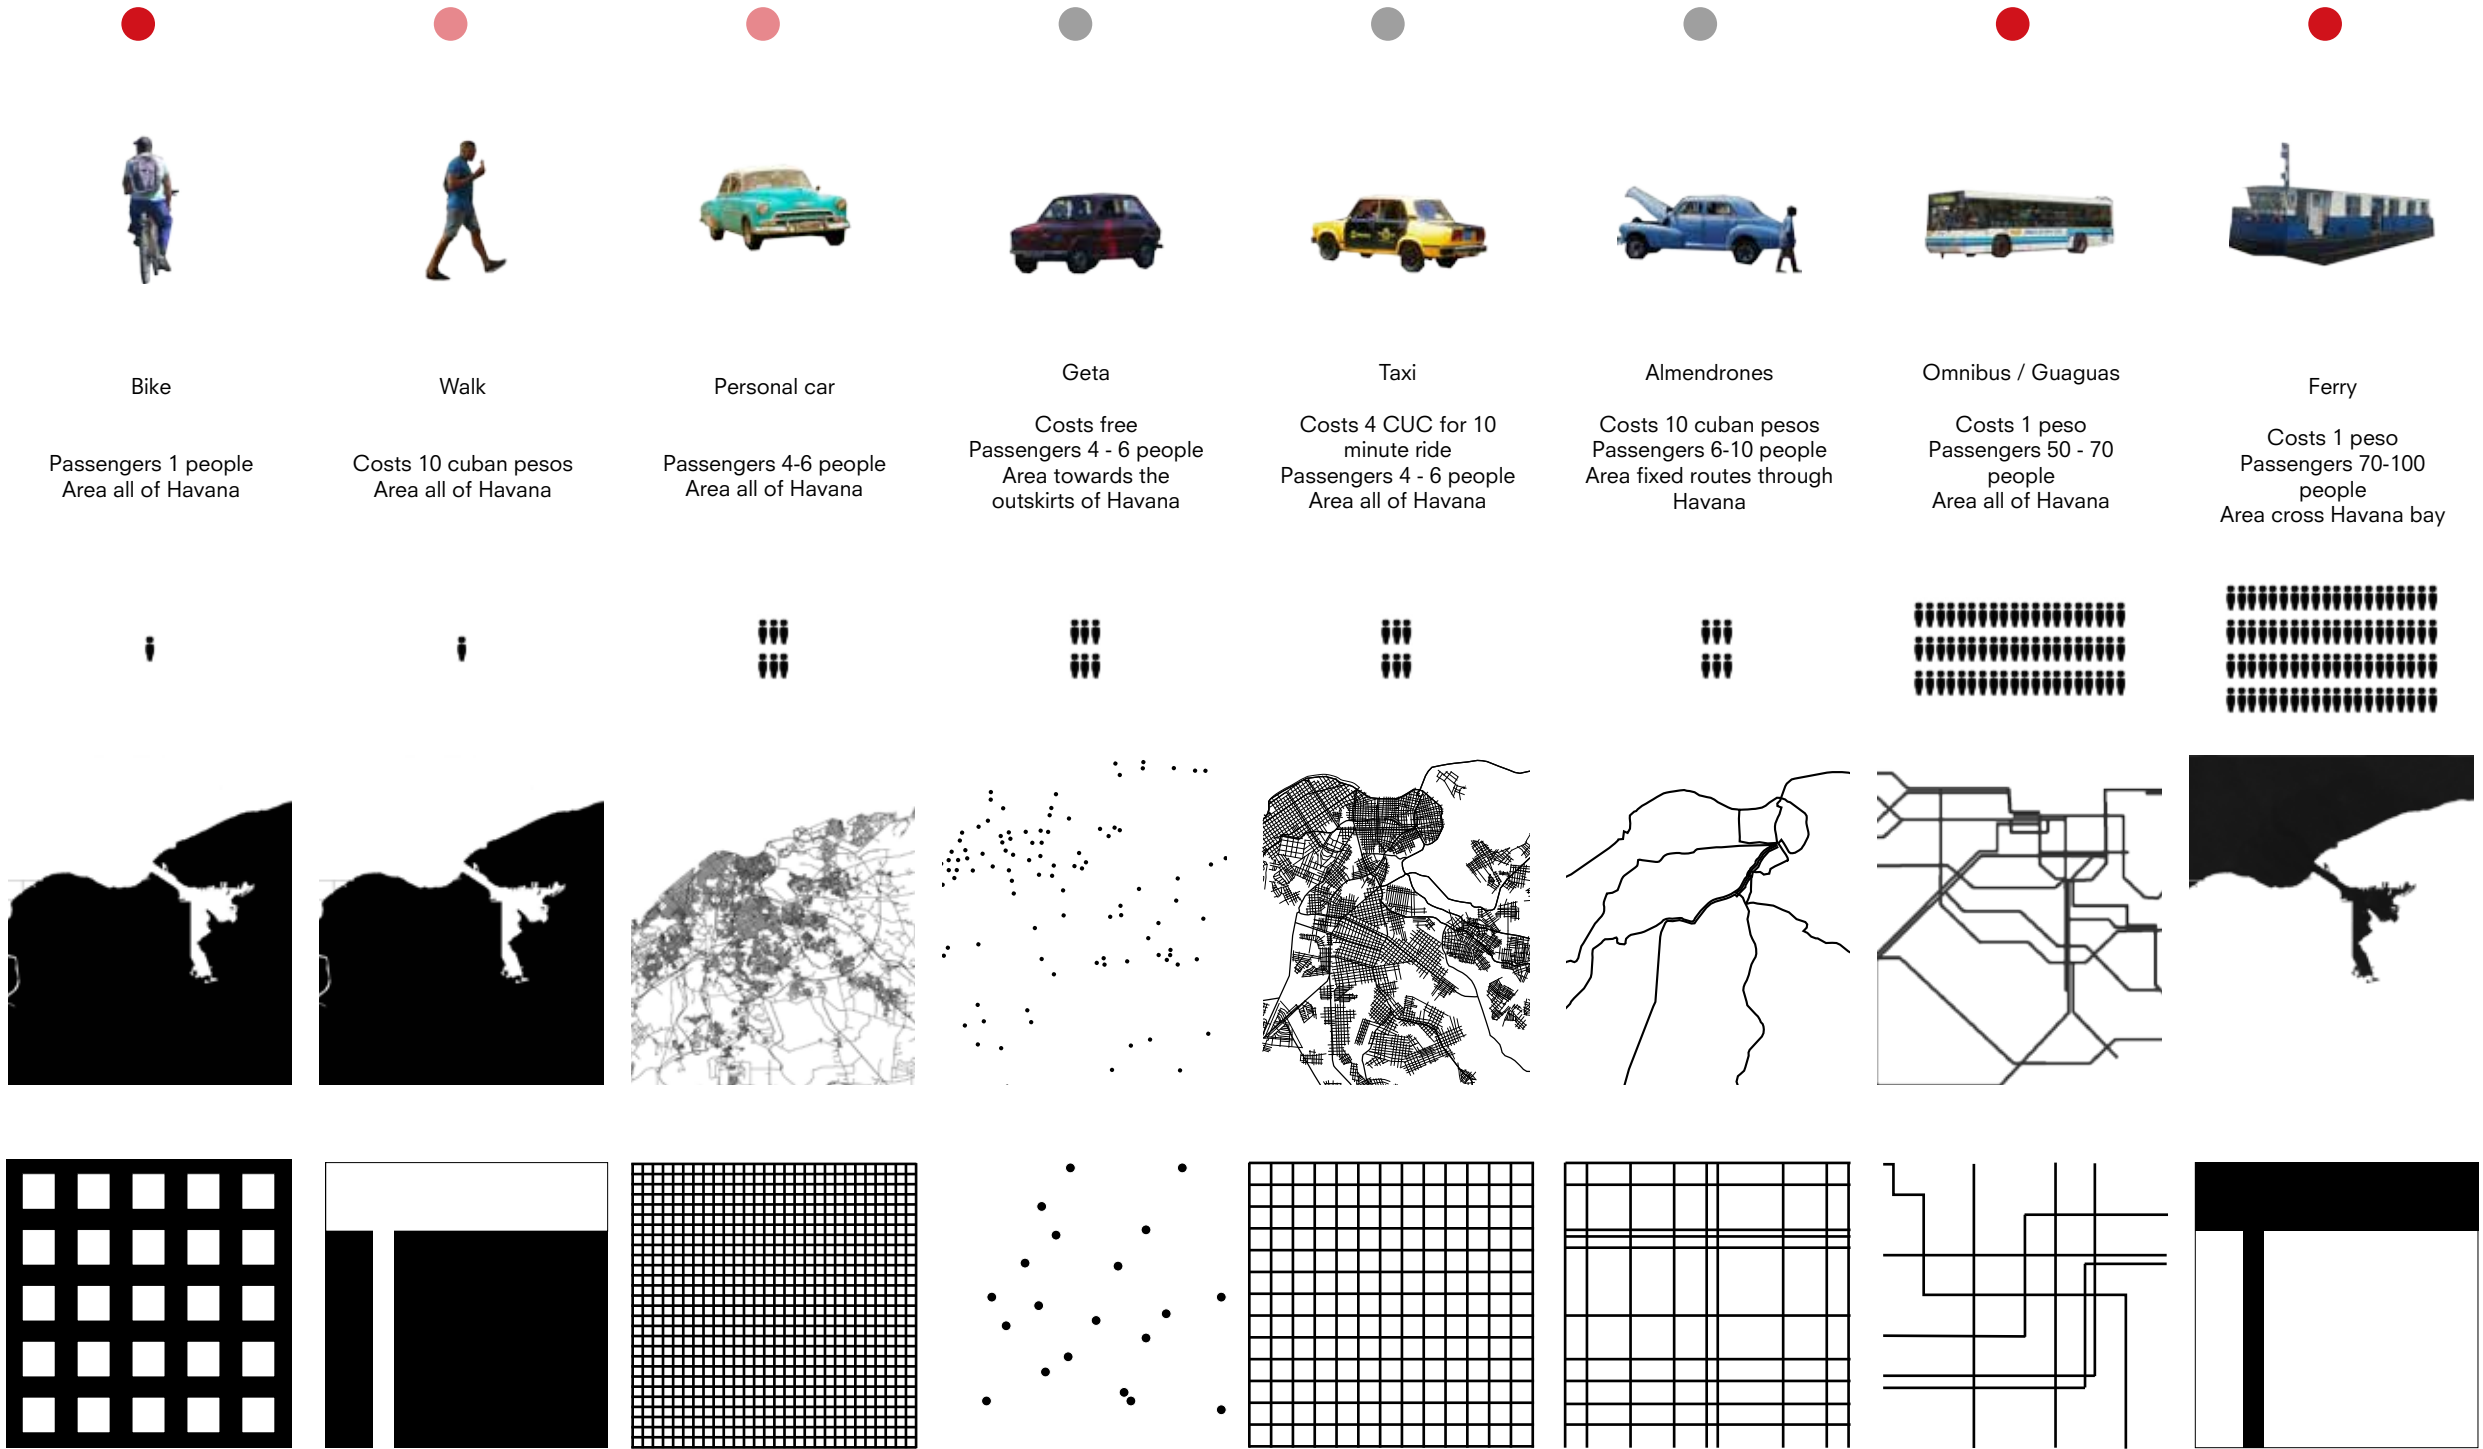 Bike
Passengers 1 people
Area all of Havana
Walk
Costs 10 cuban pesos
Area all of Havana
Personal car
Passengers 4-6 people
Area all of Havana
Geta
Costs free
Passengers 4 - 6 people
Area towards the
outskirts of Havana
Taxi
Costs 4 CUC for 10
minute ride
Passengers 4 - 6 people
Area all of Havana
Almendrones
Costs 10 cuban pesos
Passengers 6-10 people
Area fixed routes through
Havana
Omnibus / Guaguas
Costs 1 peso
Passengers 50 - 70
people
Area all of Havana
Ferry
Costs 1 peso
Passengers 70-100
people
Area cross Havana bay